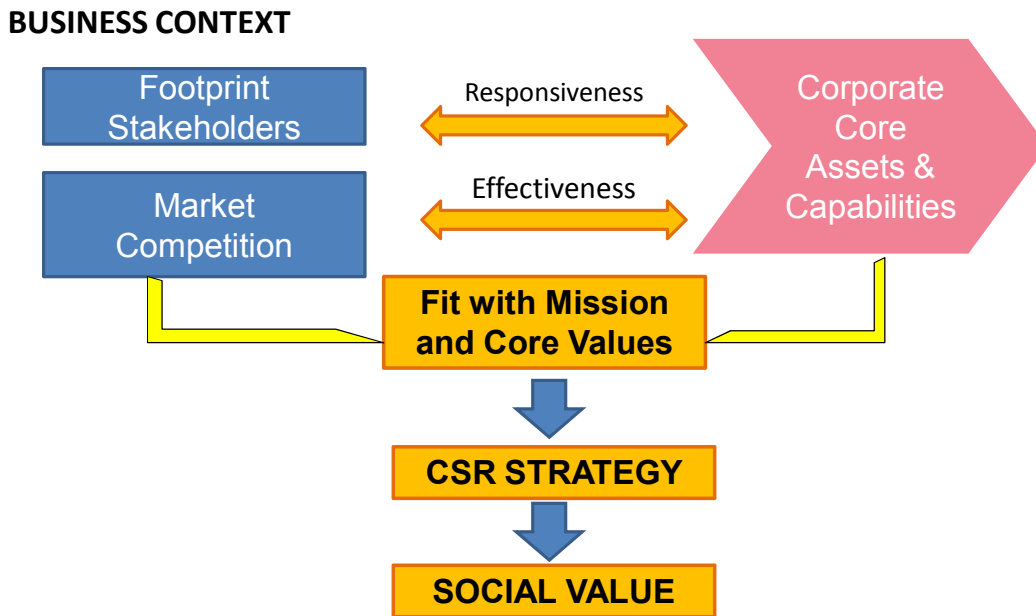 BUSINESS CONTEXT
Footprint
Stakeholders
Responsiveness
Corporate
Core
Assets &
Capabilities
Market
Competition
Effectiveness
Fit with Mission
and Core Values
CSR STRATEGY
SOCIAL VALUE